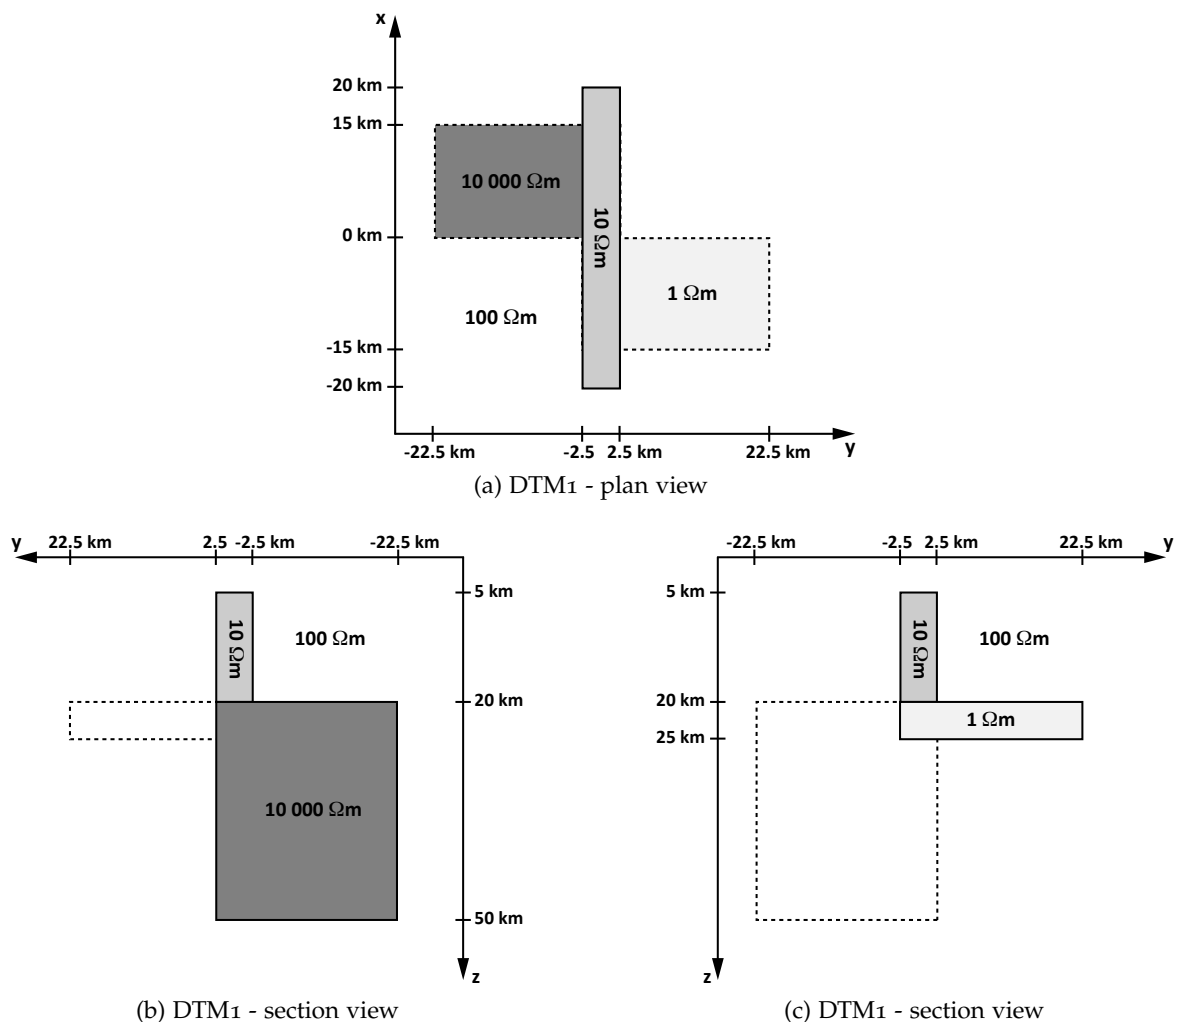 x
20 km
15 km
10 000 Ωm
10 Ωm
0 km
1 Ωm
100 Ωm
-15 km
-20 km
-22.5 km
-2.5
2.5 km
22.5 km
y
(a) DTM1 - plan view
y
22.5 km
2.5
-2.5 km
-22.5 km
5 km
10 Ωm
100 Ωm
20 km
10 000 Ωm
50 km
z
(b) DTM1 - section view
-22.5 km
-2.5
2.5 km
22.5 km
y
5 km
10 Ωm
100 Ωm
20 km
1 Ωm
25 km
z
(c) DTM1 - section view